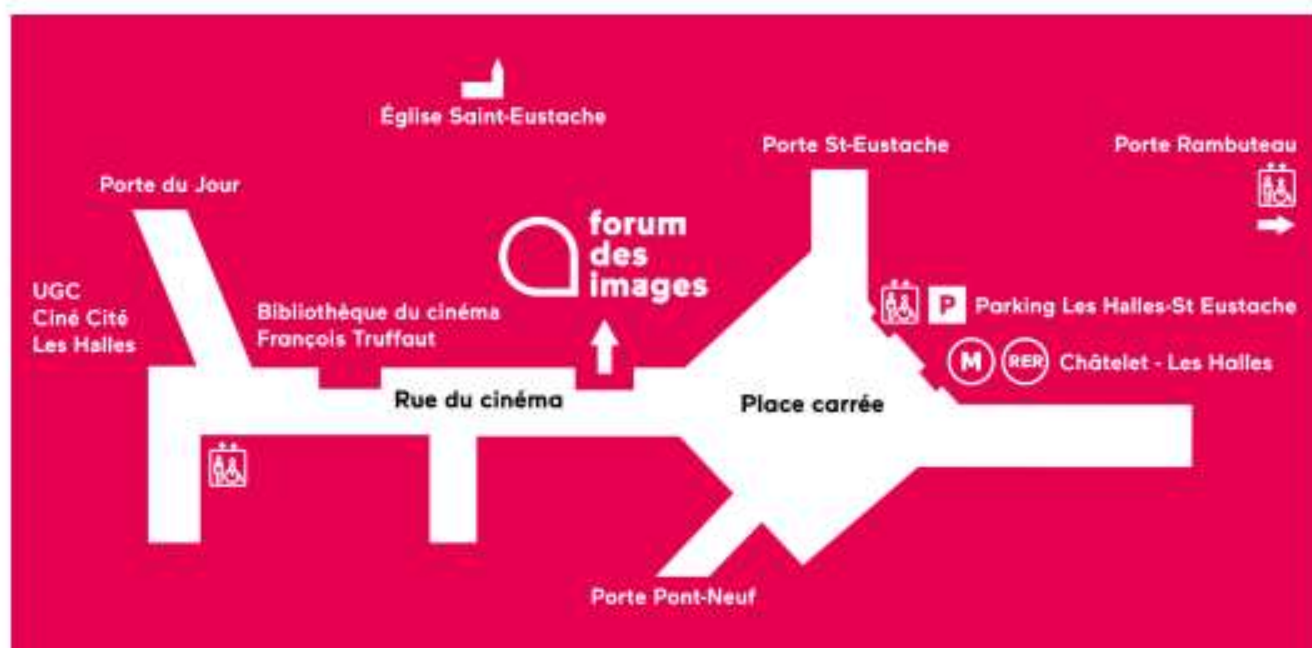 Église Saint-Eustache
Porte St-Eustache
Porte Rambuteau
Porte du Jour
forum
des
images
UGC
Ciné Cité
Les Halles
Bibliothèque du cinéma
François Truffaut
P Parking Les Halles-St Eustache
M RER Châtelet - Les Halles
Rue du cinéma
Place carrée
Porte Pont-Neuf